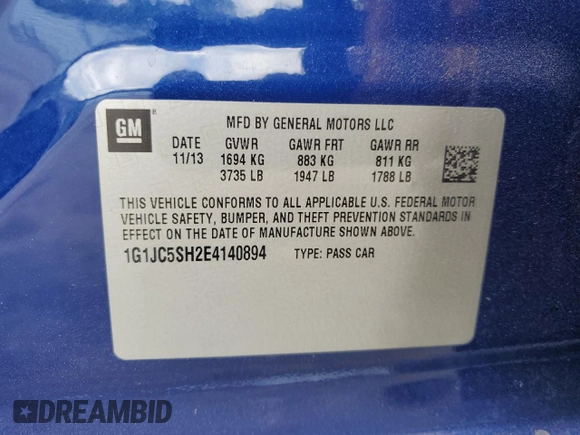 GM
MFD BY GENERAL MOTORS LLC
DATE GVWR GAWR FRT GAWR RR
11/13 1694 KG 883 KG 811 KG
3735 LB 1947 LB 1788 LB
THIS VEHICLE CONFORMS TO ALL APPLICABLE U.S. FEDERAL MOTOR
VEHICLE SAFETY, BUMPER, AND THEFT PREVENTION STANDARDS IN
EFFECT ON THE DATE OF MANUFACTURE SHOWN ABOVE.
1G1JC5SH2E4140894 TYPE: PASS CAR
DREAMBID